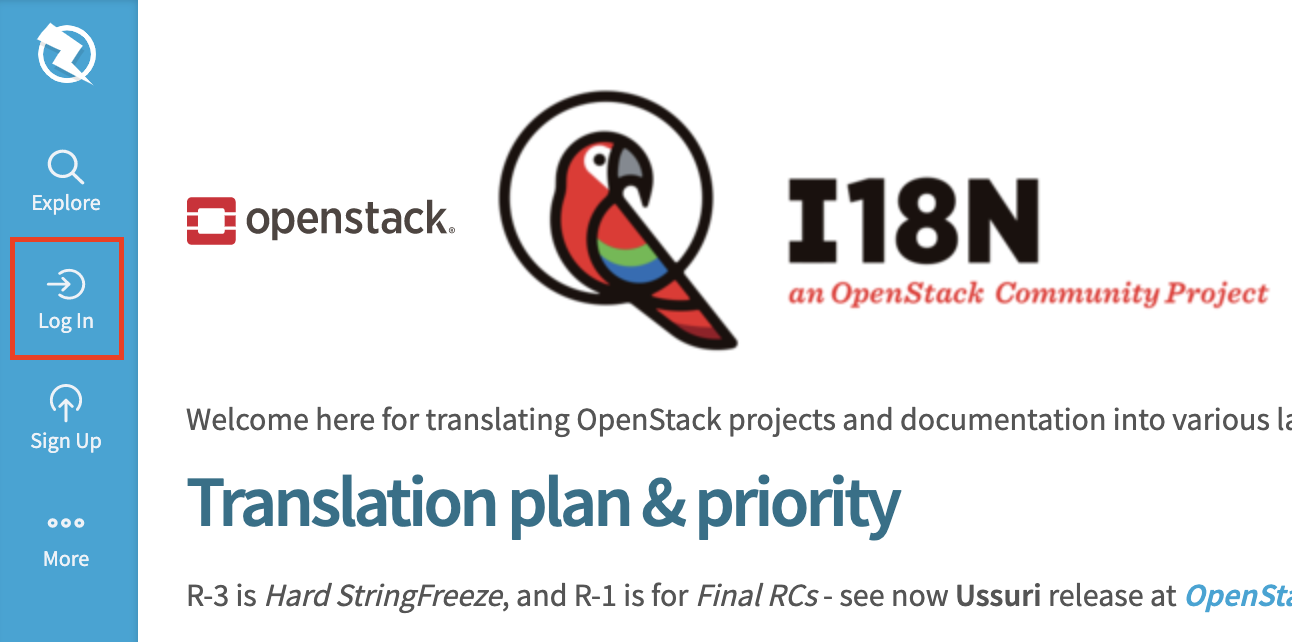 Explore
Log In
Sign Up
More
openstack.
I18N
an OpenStack Community Project
Welcome here for translating OpenStack projects and documentation into various
Translation plan & priority
R-3 is Hard StringFreeze, and R-1 is for Final RCs - see now Ussuri release at